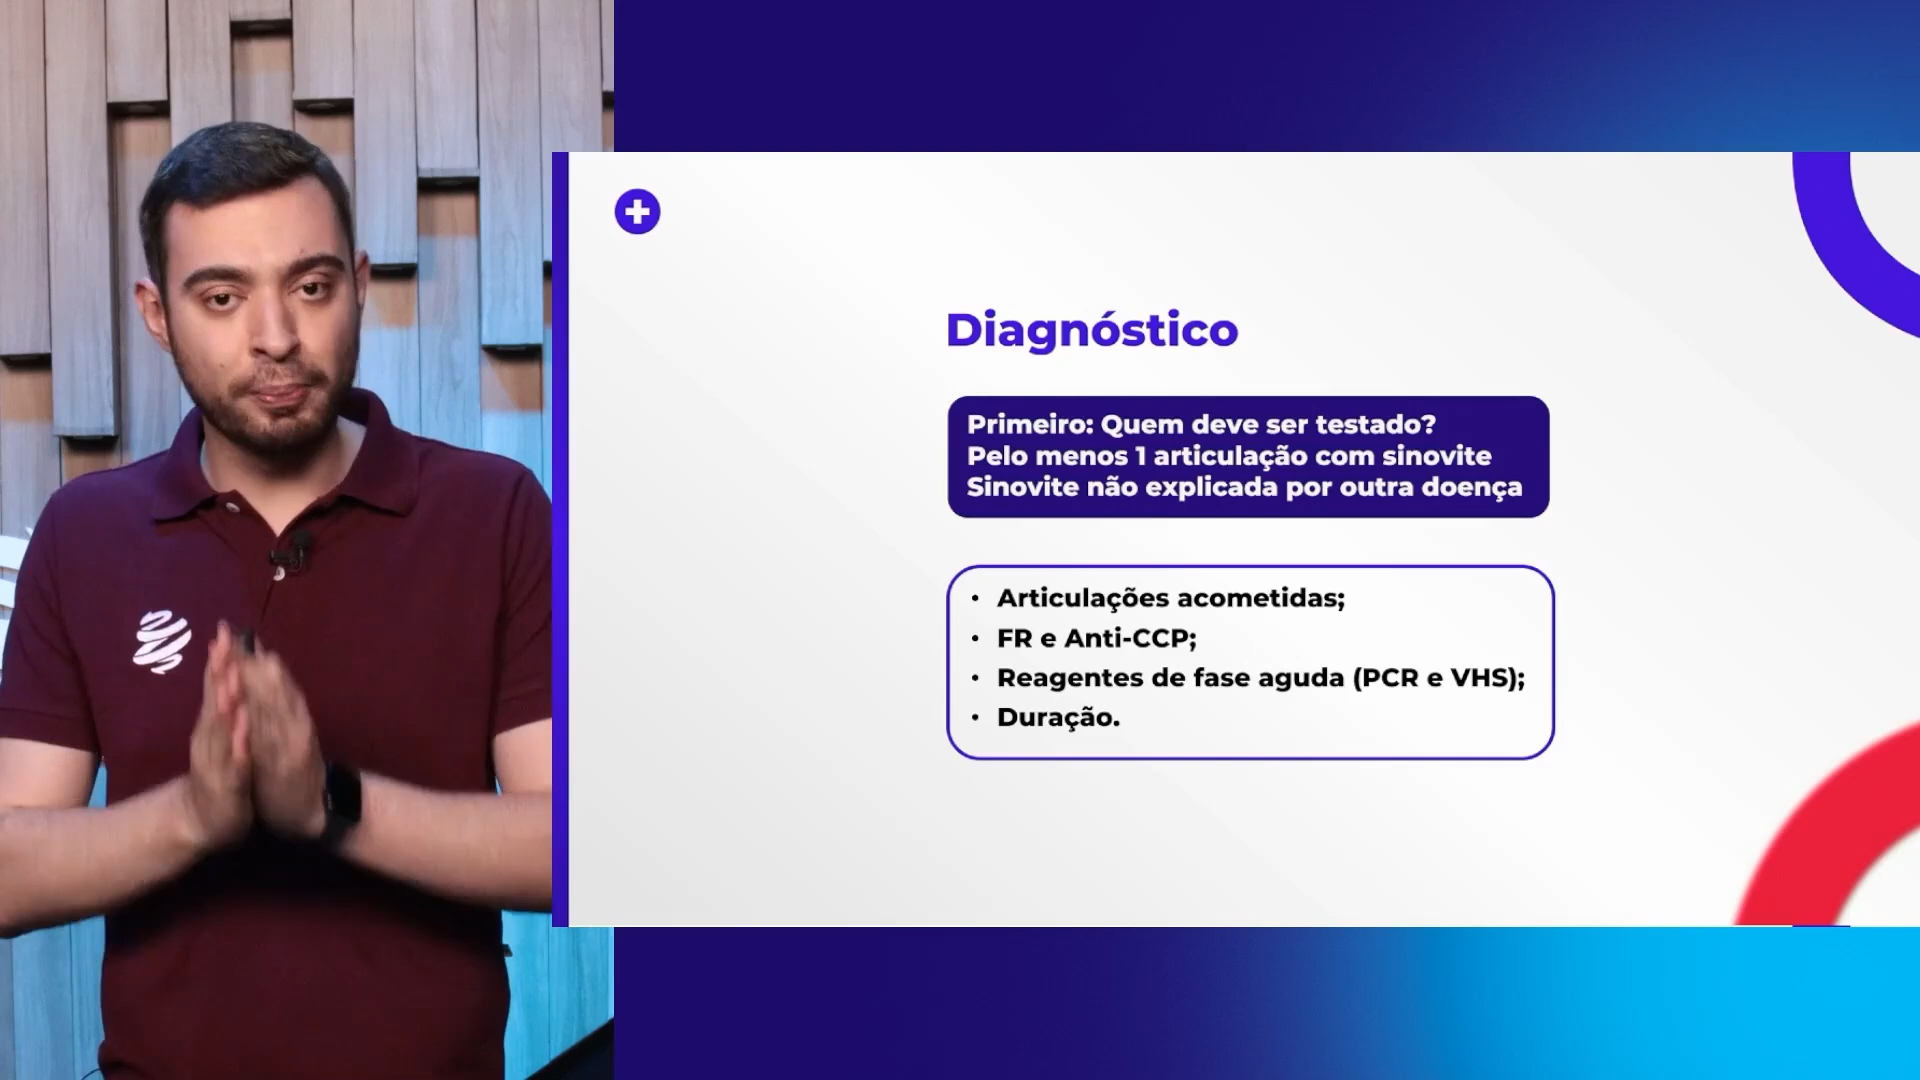 Diagnóstico
Primeiro: Quem deve ser testado?
Pelo menos 1 articulação com sinovite
Sinovite não explicada por outra doença
• Articulações acometidas;
• FR e Anti-CCP;
• Reagentes de fase aguda (PCR e VHS);
• Duração.